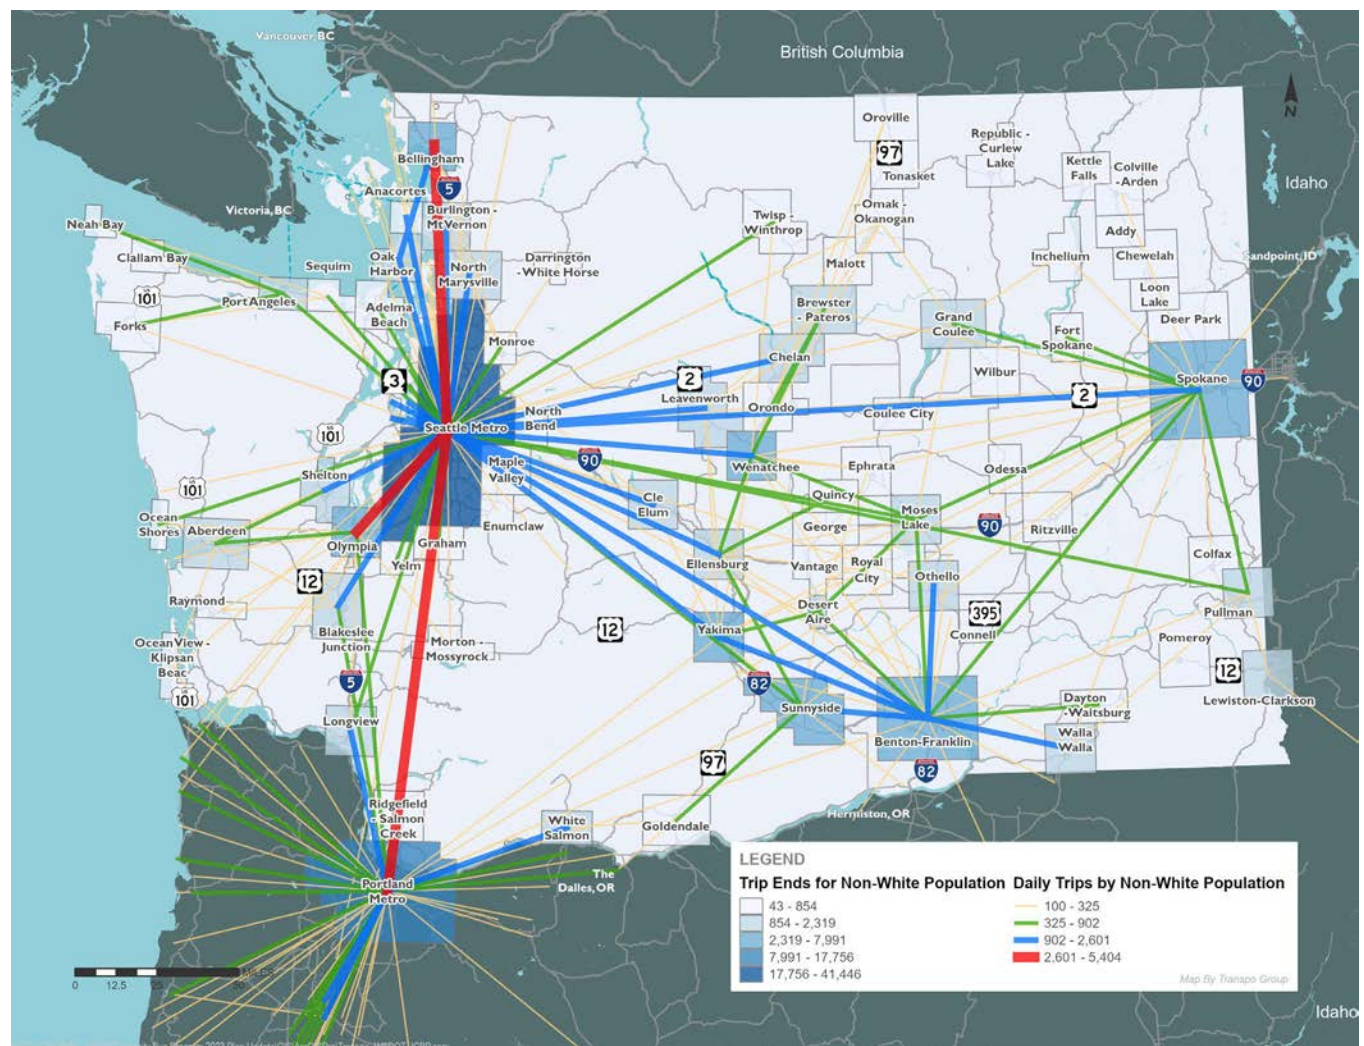 Vancouver, BC
British Columbia
N
Oroville
97
Tonasket
Republic -
Curlew
Lake
Kettle
Falls
Colville
-Arden
Idaho
Bellingham
5
Anacortes
Victoria, BC
Burlington -
Mt Vernon
Neah Bay
Clallam Bay
Sequim
Oak
Harbor
North
Marysville
Darrington
-White Horse
Twisp -
Winthrop
Omak -
Okanogan
Malott
Addy
Inchelium
Chewelah
Sandpoint, ID
Loon
Lake
101
Port Angeles
Forks
Adelma
Beach
Monroe
Brewster
- Pateros
Grand
Coulee
Fort
Spokane
Deer Park
3
Chelan
Wilbur
Spokane
90
2
Leavenworth
2
Orondo
Coulee City
North
Bend
Seattle Metro
101
90
Maple
Valley
Wenatchee
Ephrata
Odessa
Shelton
101
Cle
Elum
Quincy
Moses
Lake
90
Ocean
Shores
Aberdeen
Enumclaw
George
Ritzville
Olympia
Graham
Yelm
Ellensburg
Vantage
Royal
City
Colfax
12
Othello
Raymond
Desert
Aire
395
Connell
Pullman
Blakeslee
Junction
12
Yakima
Ocean View -
Klipsan
Beac
Morton -
Mossyrock
Pomeroy
12
101
5
82
Lewiston-Clarkson
Longview
Sunnyside
Dayton
-Waitsburg
Benton-Franklin
Walla
Walla
97
82
Ridgefield
- Salmon
Creek
White
Salmon
Goldendale
Hermiston, OR
The
Dalles, OR
Portland
Metro
LEGEND
Trip Ends for Non-White Population
43 - 854
854 - 2,319
2,319 - 7,991
7,991 - 17,756
17,756 - 41,446
Daily Trips by Non-White Population
100 - 325
325 - 902
902 - 2,601
2,601 - 5,404
Map By Transpo Group
0 12.5 25
Idaho